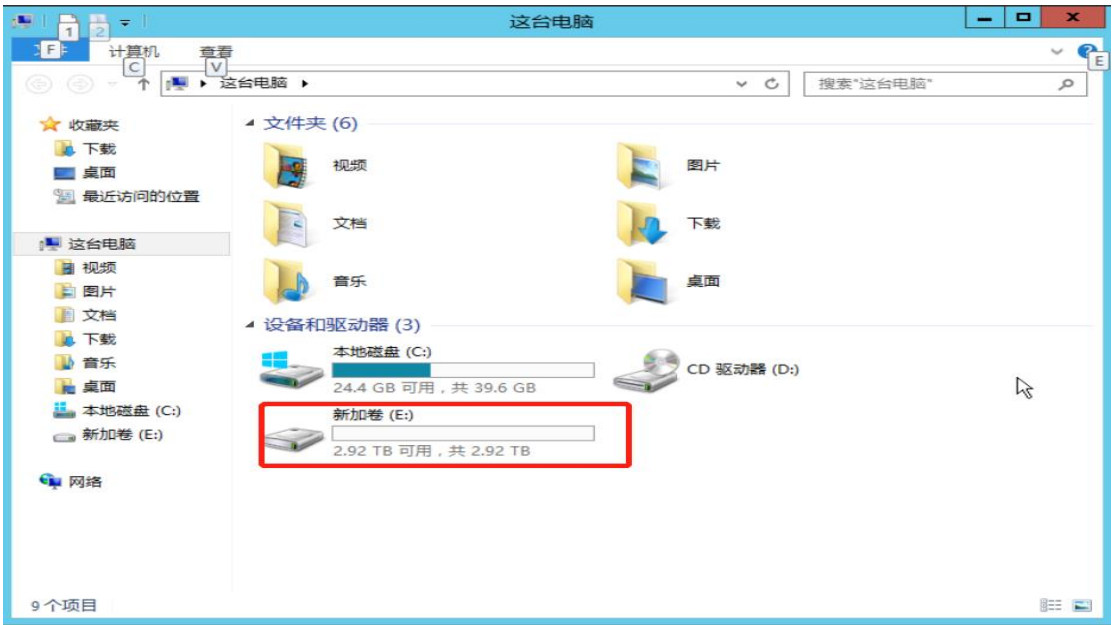 这台电脑
1
2
F
计算机
查看
C
V
E
这台电脑
搜索"这台电脑"
收藏夹
下载
桌面
最近访问的位置
这台电脑
视频
图片
文档
下载
音乐
桌面
本地磁盘 (C:)
新加卷 (E:)
网络
文件夹 (6)
视频
图片
文档
下载
音乐
桌面
设备和驱动器 (3)
本地磁盘 (C:)
24.4 GB 可用，共 39.6 GB
CD 驱动器 (D:)
新加卷 (E:)
2.92 TB 可用，共 2.92 TB
9 个项目